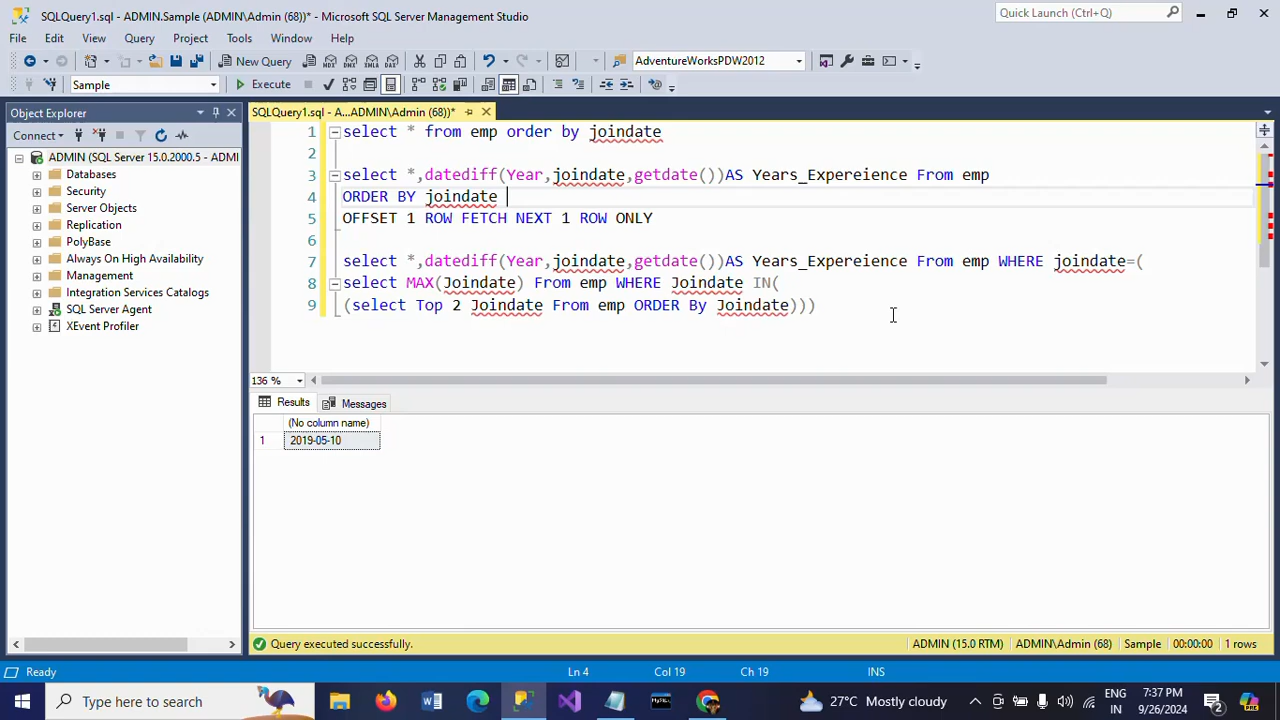 SQLQuery1.sql - ADMIN.Sample (ADMIN\Admin (68))* - Microsoft SQL Server Management Studio
Quick Launch (Ctrl+Q)
File Edit View Query Project Tools Window Help
New Query MDX DMX XMLA DAX AdventureWorksPDW2012
Sample Execute
Object Explorer
SQLQuery1.sql - A...ADMIN\Admin (68))*
Connect
ADMIN (SQL Server 15.0.2000.5 - ADMI
Databases
Security
Server Objects
Replication
PolyBase
Always On High Availability
Management
Integration Services Catalogs
SQL Server Agent
XEvent Profiler
1 select * from emp order by joindate
2
3 select *,datediff(Year,joindate,getdate())AS Years_Expereience From emp
4 ORDER BY joindate
5 OFFSET 1 ROW FETCH NEXT 1 ROW ONLY
6
7 select *,datediff(Year,joindate,getdate())AS Years_Expereience From emp WHERE joindate=(
8 select MAX(Joindate) From emp WHERE Joindate IN(
9 (select Top 2 Joindate From emp ORDER By Joindate)))
136 %
Results Messages
(No column name)
1 2019-05-10
Query executed successfully. ADMIN (15.0 RTM) ADMIN\Admin (68) Sample 00:00:00 1 rows
Ready Ln 4 Col 19 Ch 19 INS
Type here to search
27°C Mostly cloudy
ENG
IN
7:37 PM
9/26/2024
2